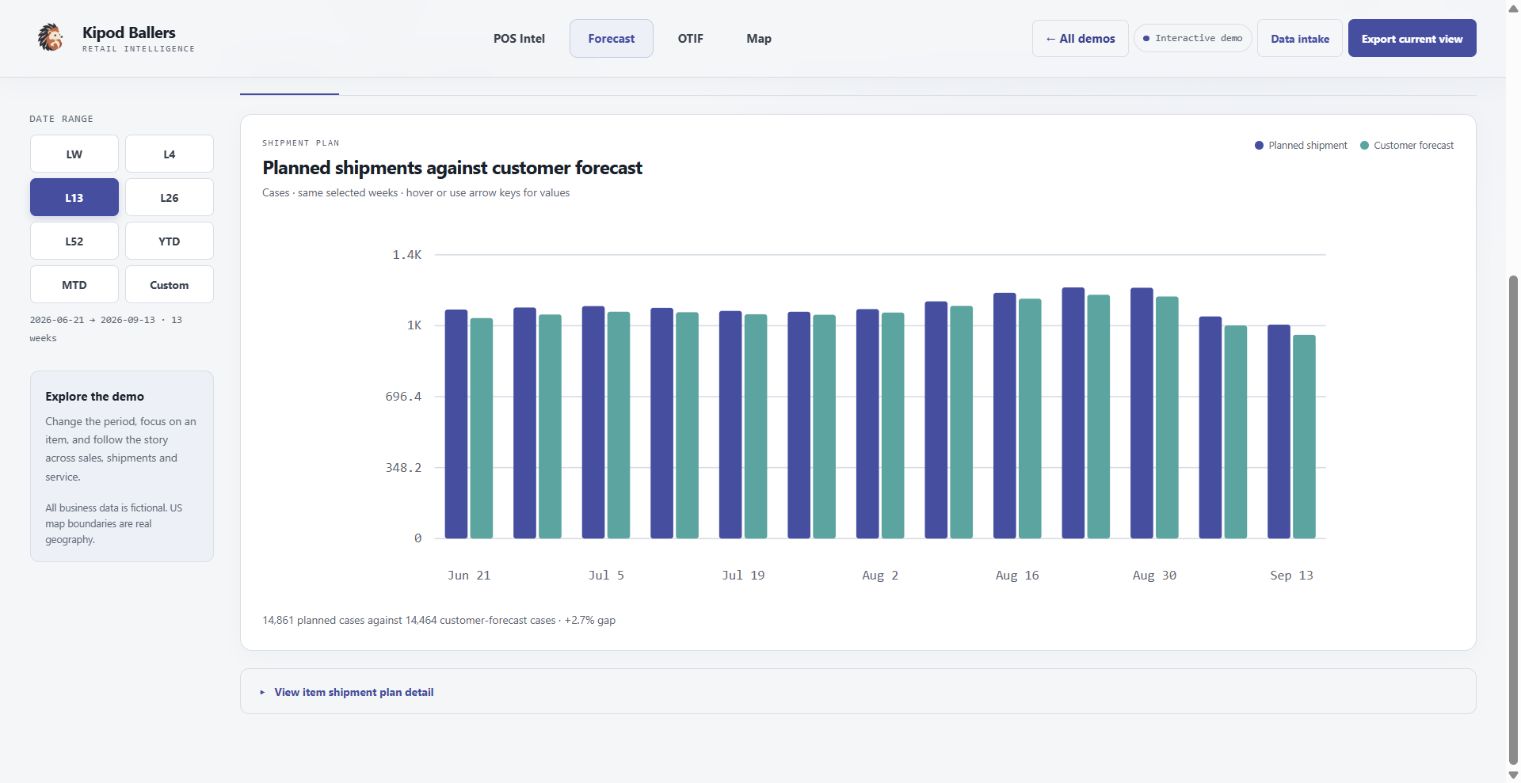 Kipod Ballers
RETAIL INTELLIGENCE
POS Intel
Forecast
OTIF
Map
← All demos
Interactive demo
Data intake
Export current view
DATE RANGE
LW
L4
L13
L26
L52
YTD
MTD
Custom
2026-06-21 → 2026-09-13 · 13
weeks
Explore the demo
Change the period, focus on an
item, and follow the story
across sales, shipments and
service.
All business data is fictional. US
map boundaries are real
geography.
SHIPMENT PLAN
Planned shipments against customer forecast
Cases · same selected weeks · hover or use arrow keys for values
Planned shipment
Customer forecast
1.4K
1K
696.4
348.2
0
Jun 21
Jul 5
Jul 19
Aug 2
Aug 16
Aug 30
Sep 13
14,861 planned cases against 14,464 customer-forecast cases · +2.7% gap
▸ View item shipment plan detail